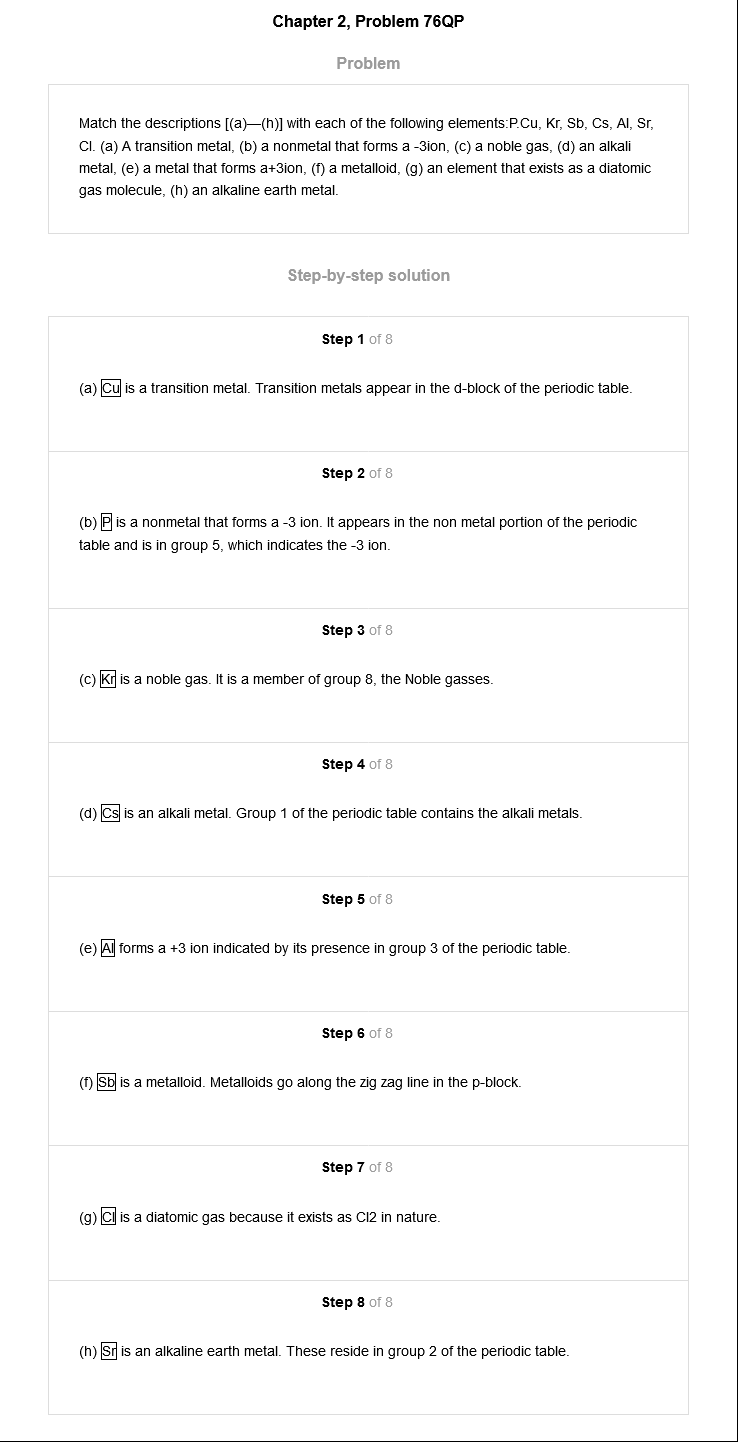 Chapter 2, Problem 76QP
Problem
Match the descriptions [(a)—(h)] with each of the following elements:P.Cu, Kr, Sb, Cs, Al, Sr,
Cl. (a) A transition metal, (b) a nonmetal that forms a -3ion, (c) a noble gas, (d) an alkali
metal, (e) a metal that forms a+3ion, (f) a metalloid, (g) an element that exists as a diatomic
gas molecule, (h) an alkaline earth metal.
Step-by-step solution
Step 1 of 8
(a) Cu is a transition metal. Transition metals appear in the d-block of the periodic table.
Step 2 of 8
(b) P is a nonmetal that forms a -3 ion. It appears in the non metal portion of the periodic
table and is in group 5, which indicates the -3 ion.
Step 3 of 8
(c) Kr is a noble gas. It is a member of group 8, the Noble gasses.
Step 4 of 8
(d) Cs is an alkali metal. Group 1 of the periodic table contains the alkali metals.
Step 5 of 8
(e) Al forms a +3 ion indicated by its presence in group 3 of the periodic table.
Step 6 of 8
(f) Sb is a metalloid. Metalloids go along the zig zag line in the p-block.
Step 7 of 8
(g) Cl is a diatomic gas because it exists as Cl2 in nature.
Step 8 of 8
(h) Sr is an alkaline earth metal. These reside in group 2 of the periodic table.